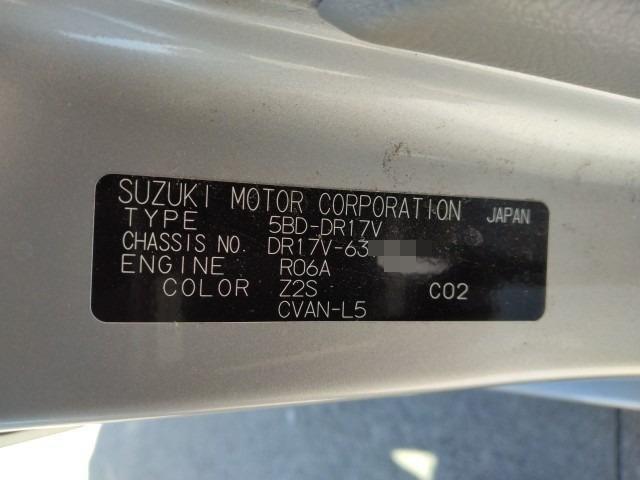 SUZUKI MOTOR CORPORATION JAPAN
TYPE 5BD-DR17V
CHASSIS NO. DR17V-63
ENGINE R06A
COLOR Z2S C02
CVAN-L5